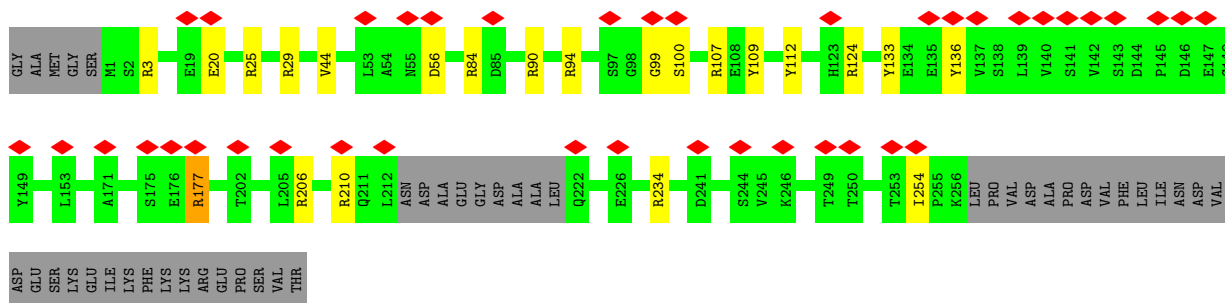 GLY ALA MET GLY SER M1 S2 R3 E19 E20 R25 R29 V44 L53 A54 N55 D56 R84 D85 R90 R94 S97 G98 G99 S100 R107 E108 Y109 Y112 H123 R124 Y133 E134 E135 Y136 V137 S138 L139 V140 S141 V142 S143 D144 P145 D146 E147
Y149 L153 A171 S175 E176 R177 T202 L205 R206 R210 Q211 L212 ASN ASP ALA GLU GLY ASP ALA ALA LEU Q222 E226 R234 D241 S244 V245 K246 T249 T250 T253 I254 P255 K256 LEU PRO VAL ASP ALA PRO ASP VAL PHE LEU ILE ASN ASP VAL
ASP GLU SER LYS GLU ILE LYS PHE LYS LYS ARG GLU PRO SER VAL THR